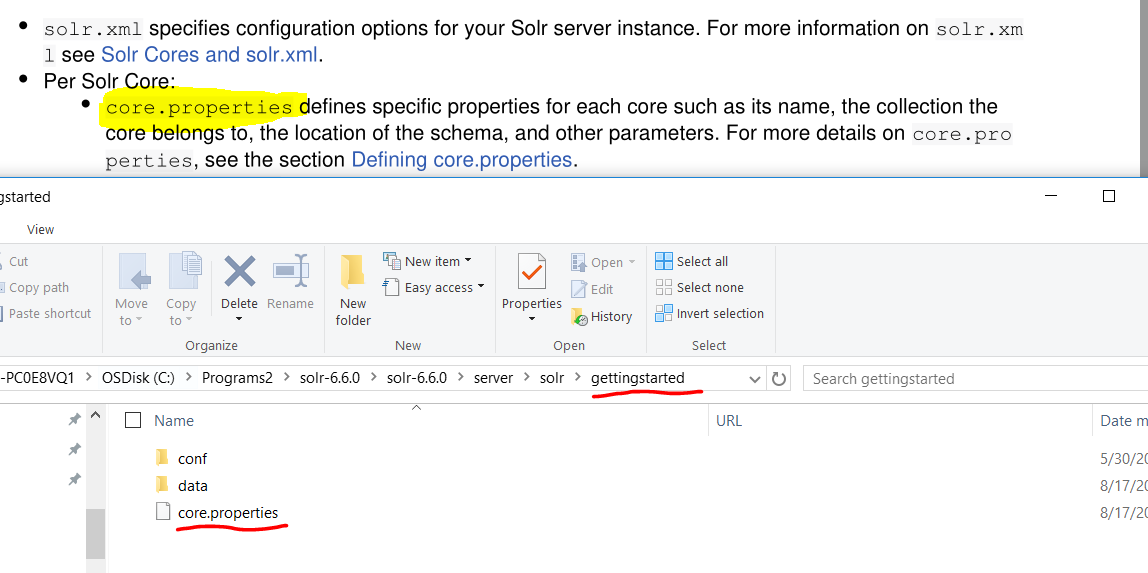 solr.xml specifies configuration options for your Solr server instance. For more information on solr.xm
l see Solr Cores and solr.xml.
Per Solr Core:
core.properties defines specific properties for each core such as its name, the collection the
core belongs to, the location of the schema, and other parameters. For more details on core.pro
perties, see the section Defining core.properties.
gstarted
View
Cut
Copy path
Paste shortcut
Move
to
Copy
to
Delete
Rename
Organize
New
folder
New item
Easy access
New
Properties
Open
Edit
History
Open
Select all
Select none
Invert selection
Select
-PC0E8VQ1 > OSDisk (C:) > Programs2 > solr-6.6.0 > solr-6.6.0 > server > solr > gettingstarted
Search gettingstarted
Name URL Date m
conf 5/30/20
data 8/17/20
core.properties 8/17/20